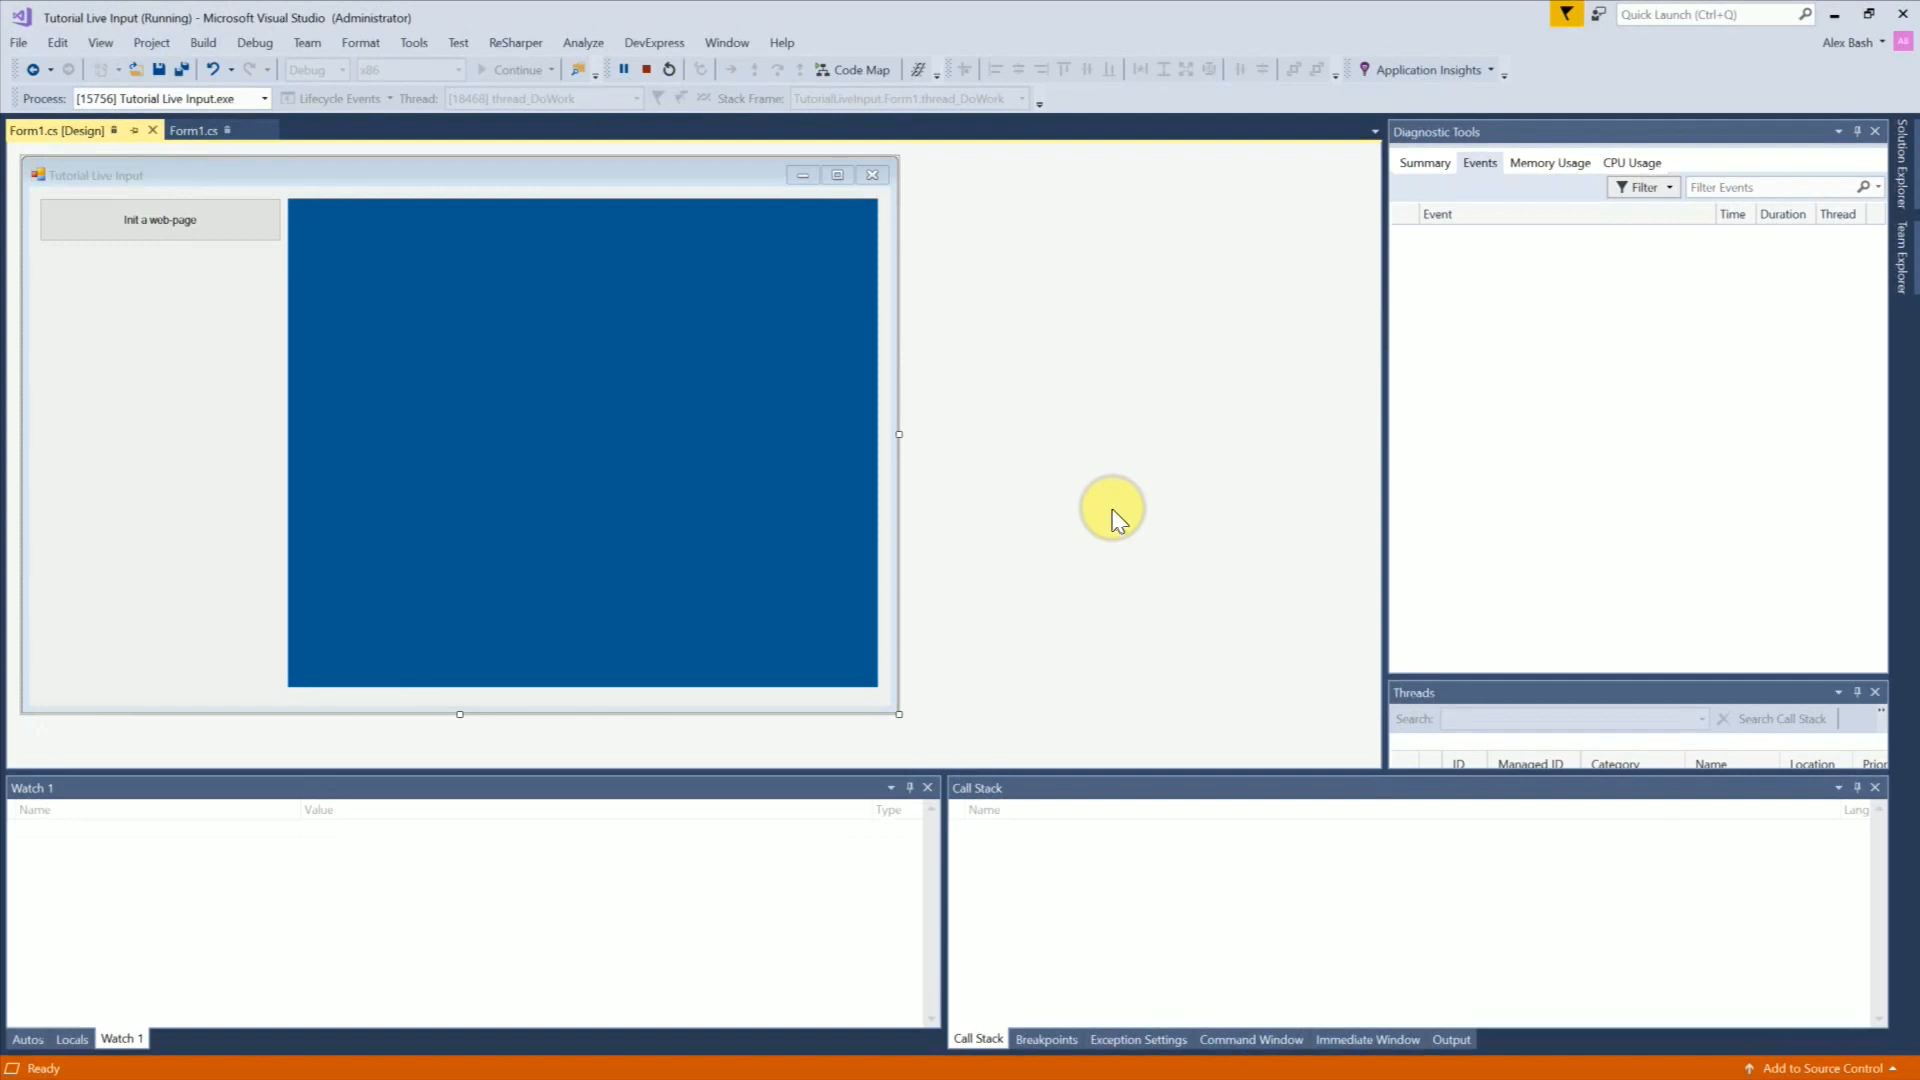 Tutorial Live Input (Running) - Microsoft Visual Studio (Administrator)
Quick Launch (Ctrl+Q)
File Edit View Project Build Debug Team Format Tools Test ReSharper Analyze DevExpress Window Help
Alex Bash AB
Debug x86 Continue Code Map Application Insights
Process: [15756] Tutorial Live Input.exe Lifecycle Events Thread: [18468] thread_DoWork Stack Frame: TutorialLiveInput.Form1.thread_DoWork
Form1.cs [Design] Form1.cs
Tutorial Live Input
Init a web-page
Diagnostic Tools
Summary Events Memory Usage CPU Usage
Filter Filter Events
Event Time Duration Thread
Solution Explorer
Team Explorer
Threads
Search: Search Call Stack
ID Managed ID Category Name Location Prior
Watch 1
Name Value Type
Call Stack
Name Lang
Autos Locals Watch 1
Call Stack Breakpoints Exception Settings Command Window Immediate Window Output
Ready
Add to Source Control